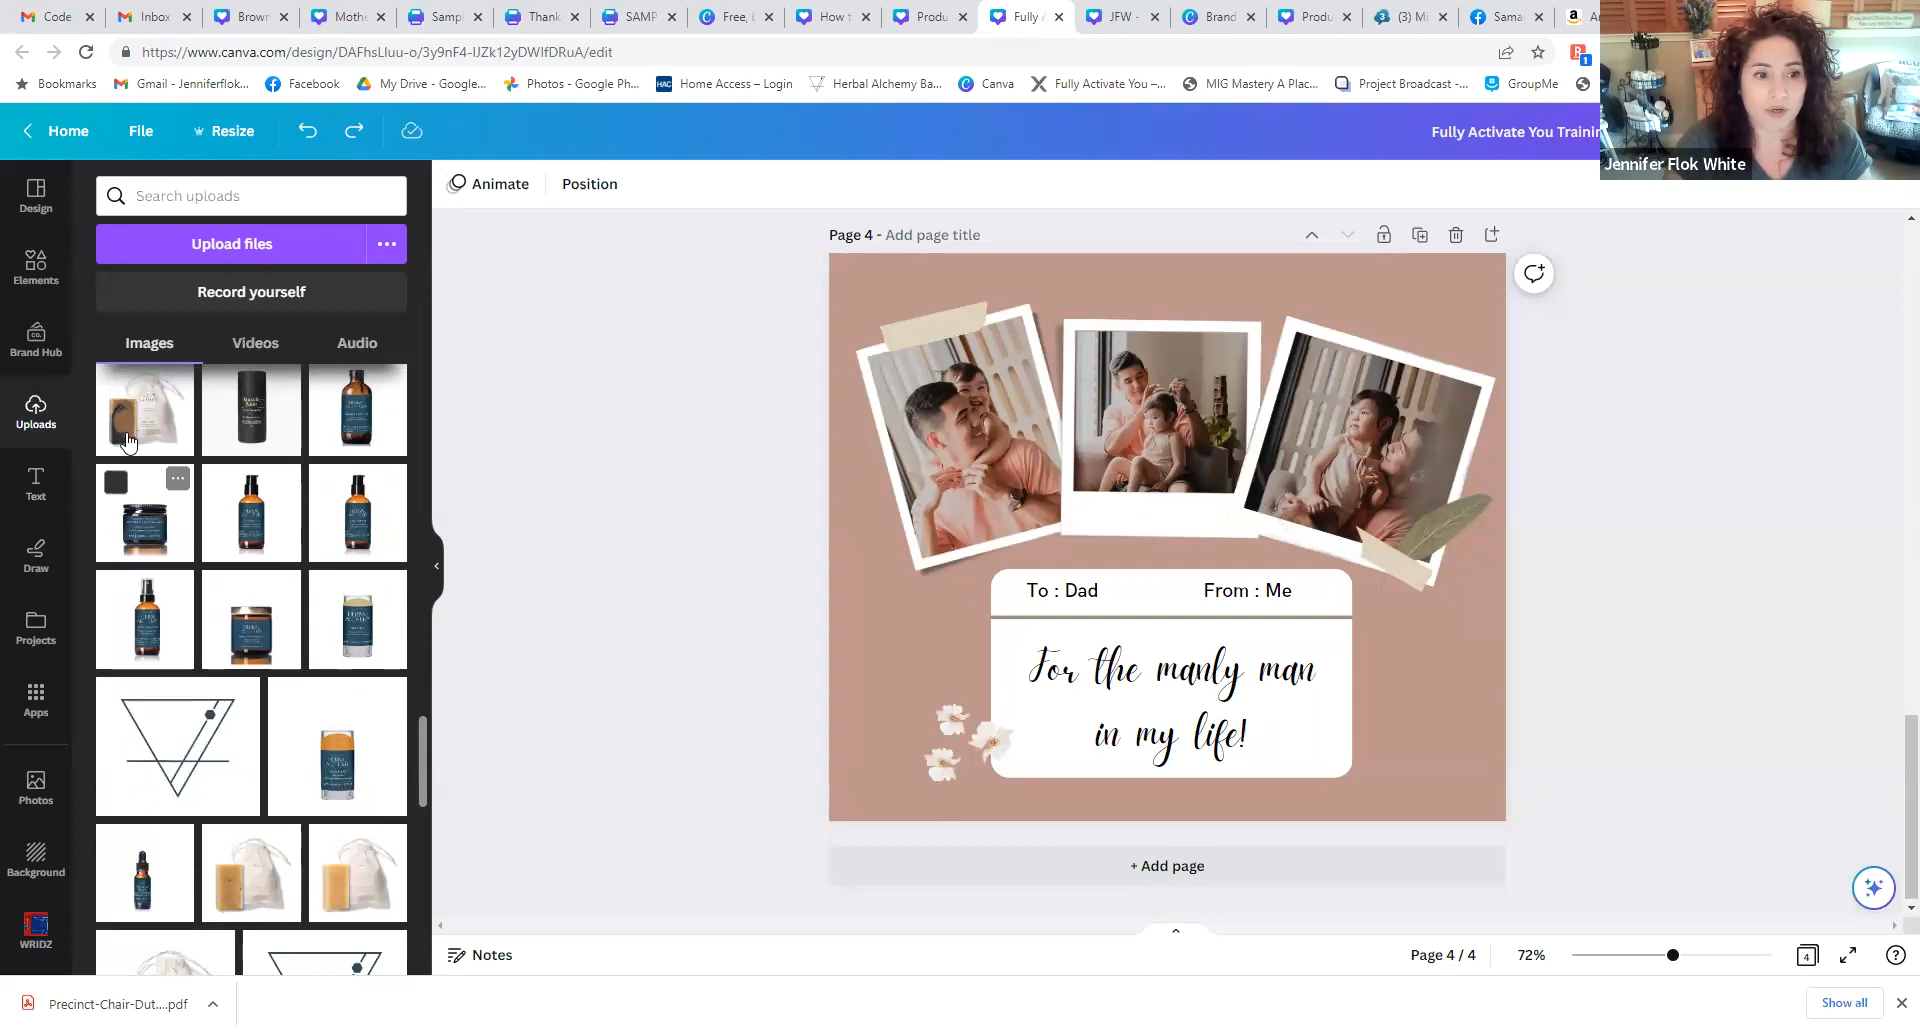 Code
Inbox
Brown
Moth
Sampl
Thank
SAMP
Free, l
How t
Produ
Fully
JFW -
Brand
Produ
(3) Mi
Sama
https://www.canva.com/design/DAFhsLluu-o/3y9nF4-IJZk12yDWlfDRuA/edit
Bookmarks
Gmail - Jenniferflok...
Facebook
My Drive - Google...
Photos - Google Ph...
HAC
Home Access – Login
Herbal Alchemy Ba...
Canva
Fully Activate You –...
MIG Mastery A Plac...
Project Broadcast -...
GroupMe
1
Home
File
Resize
Fully Activate You Trainin
Jennifer Flok White
Design
Elements
Brand Hub
Uploads
Text
Draw
Projects
Apps
Photos
Background
WRIDZ
Search uploads
Upload files
Record yourself
Images
Videos
Audio
Animate
Position
Page 4 - Add page title
To : Dad
From : Me
For the manly man
in my life!
+ Add page
Notes
Page 4 / 4
72%
4
Precinct-Chair-Dut....pdf
Show all